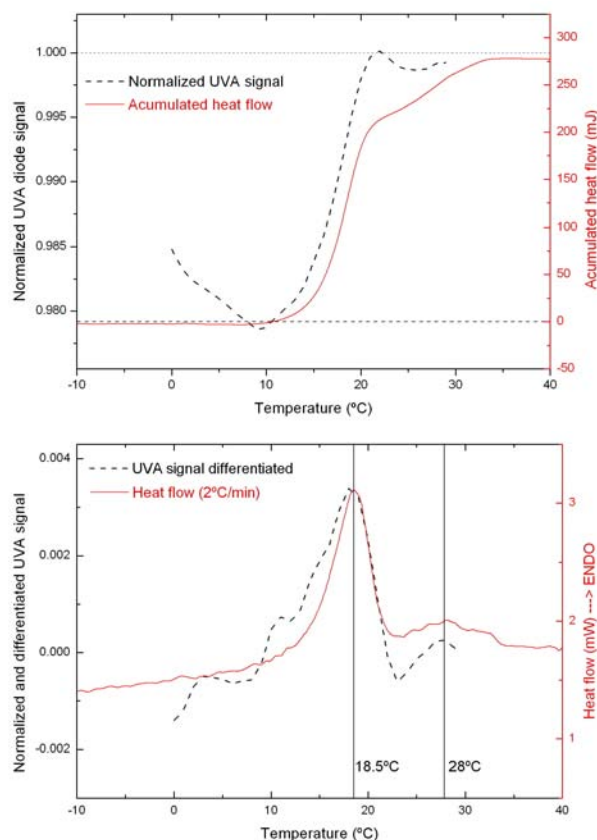 1.000
0.995
0.990
0.985
0.980
Normalized UVA diode signal
Normalized UVA signal
Acumulated heat flow
300
250
200
150
100
50
0
-50
Acumulated heat flow (mJ)
-10 0 10 20 30 40
Temperature (ºC)
0.004
0.002
0.000
-0.002
Normalized and differentiated UVA signal
UVA signal differentiated
Heat flow (2ºC/min)
18.5ºC
28ºC
3
2
1
Heat flow (mW) ---> ENDO
-10 0 10 20 30 40
Temperature (ºC)